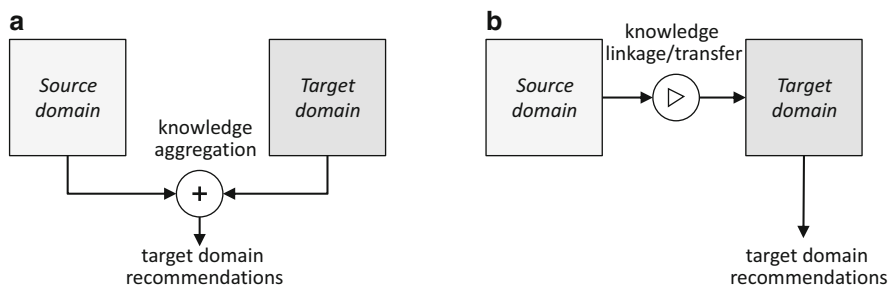 a
Source
domain
Target
domain
knowledge
aggregation
+
target domain
recommendations
b
knowledge
linkage/transfer
Source
domain
Target
domain
target domain
recommendations